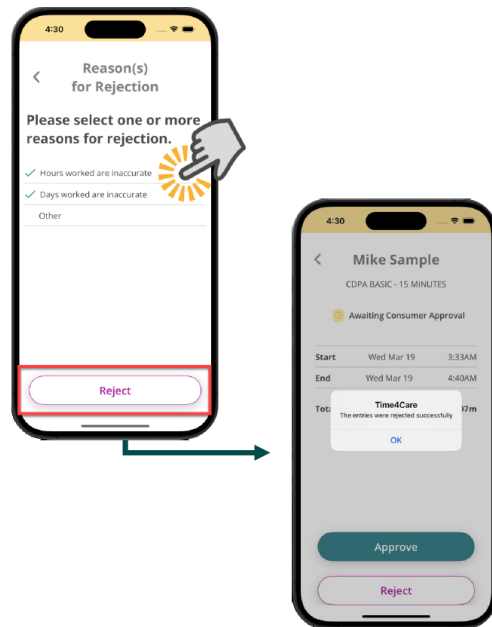 4:30
Reason(s)
for Rejection
Please select one or more
reasons for rejection.
Hours worked are inaccurate
Days worked are inaccurate
Other
Reject
4:30
Mike Sample
CDPA BASIC - 15 MINUTES
Awaiting Consumer Approval
Start Wed Mar 19 3:33AM
End Wed Mar 19 4:40AM
Time4Care
The entries were rejected successfully
OK
Approve
Reject